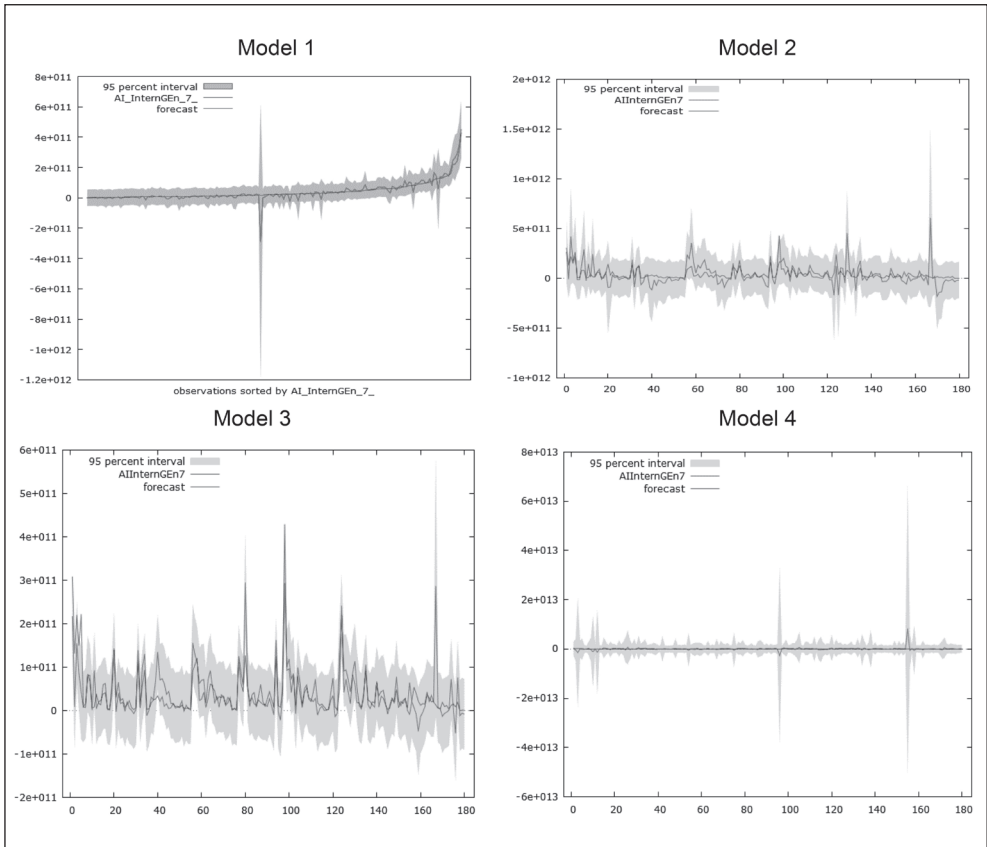 Model 1
8e+011
6e+011
4e+011
2e+011
0
-2e+011
-4e+011
-6e+011
-8e+011
-1e+012
-1.2e+012
95 percent interval
AI_InternGEn_7_
forecast
observations sorted by AI_InternGEn_7_
Model 2
2e+012
1.5e+012
1e+012
5e+011
0
-5e+011
-1e+012
95 percent interval
AIInternGEn7
forecast
0 20 40 60 80 100 120 140 160 180
Model 3
6e+011
5e+011
4e+011
3e+011
2e+011
1e+011
0
-1e+011
-2e+011
95 percent interval
AIInternGEn7
forecast
0 20 40 60 80 100 120 140 160 180
Model 4
8e+013
6e+013
4e+013
2e+013
0
-2e+013
-4e+013
-6e+013
95 percent interval
AIInternGEn7
forecast
0 20 40 60 80 100 120 140 160 180